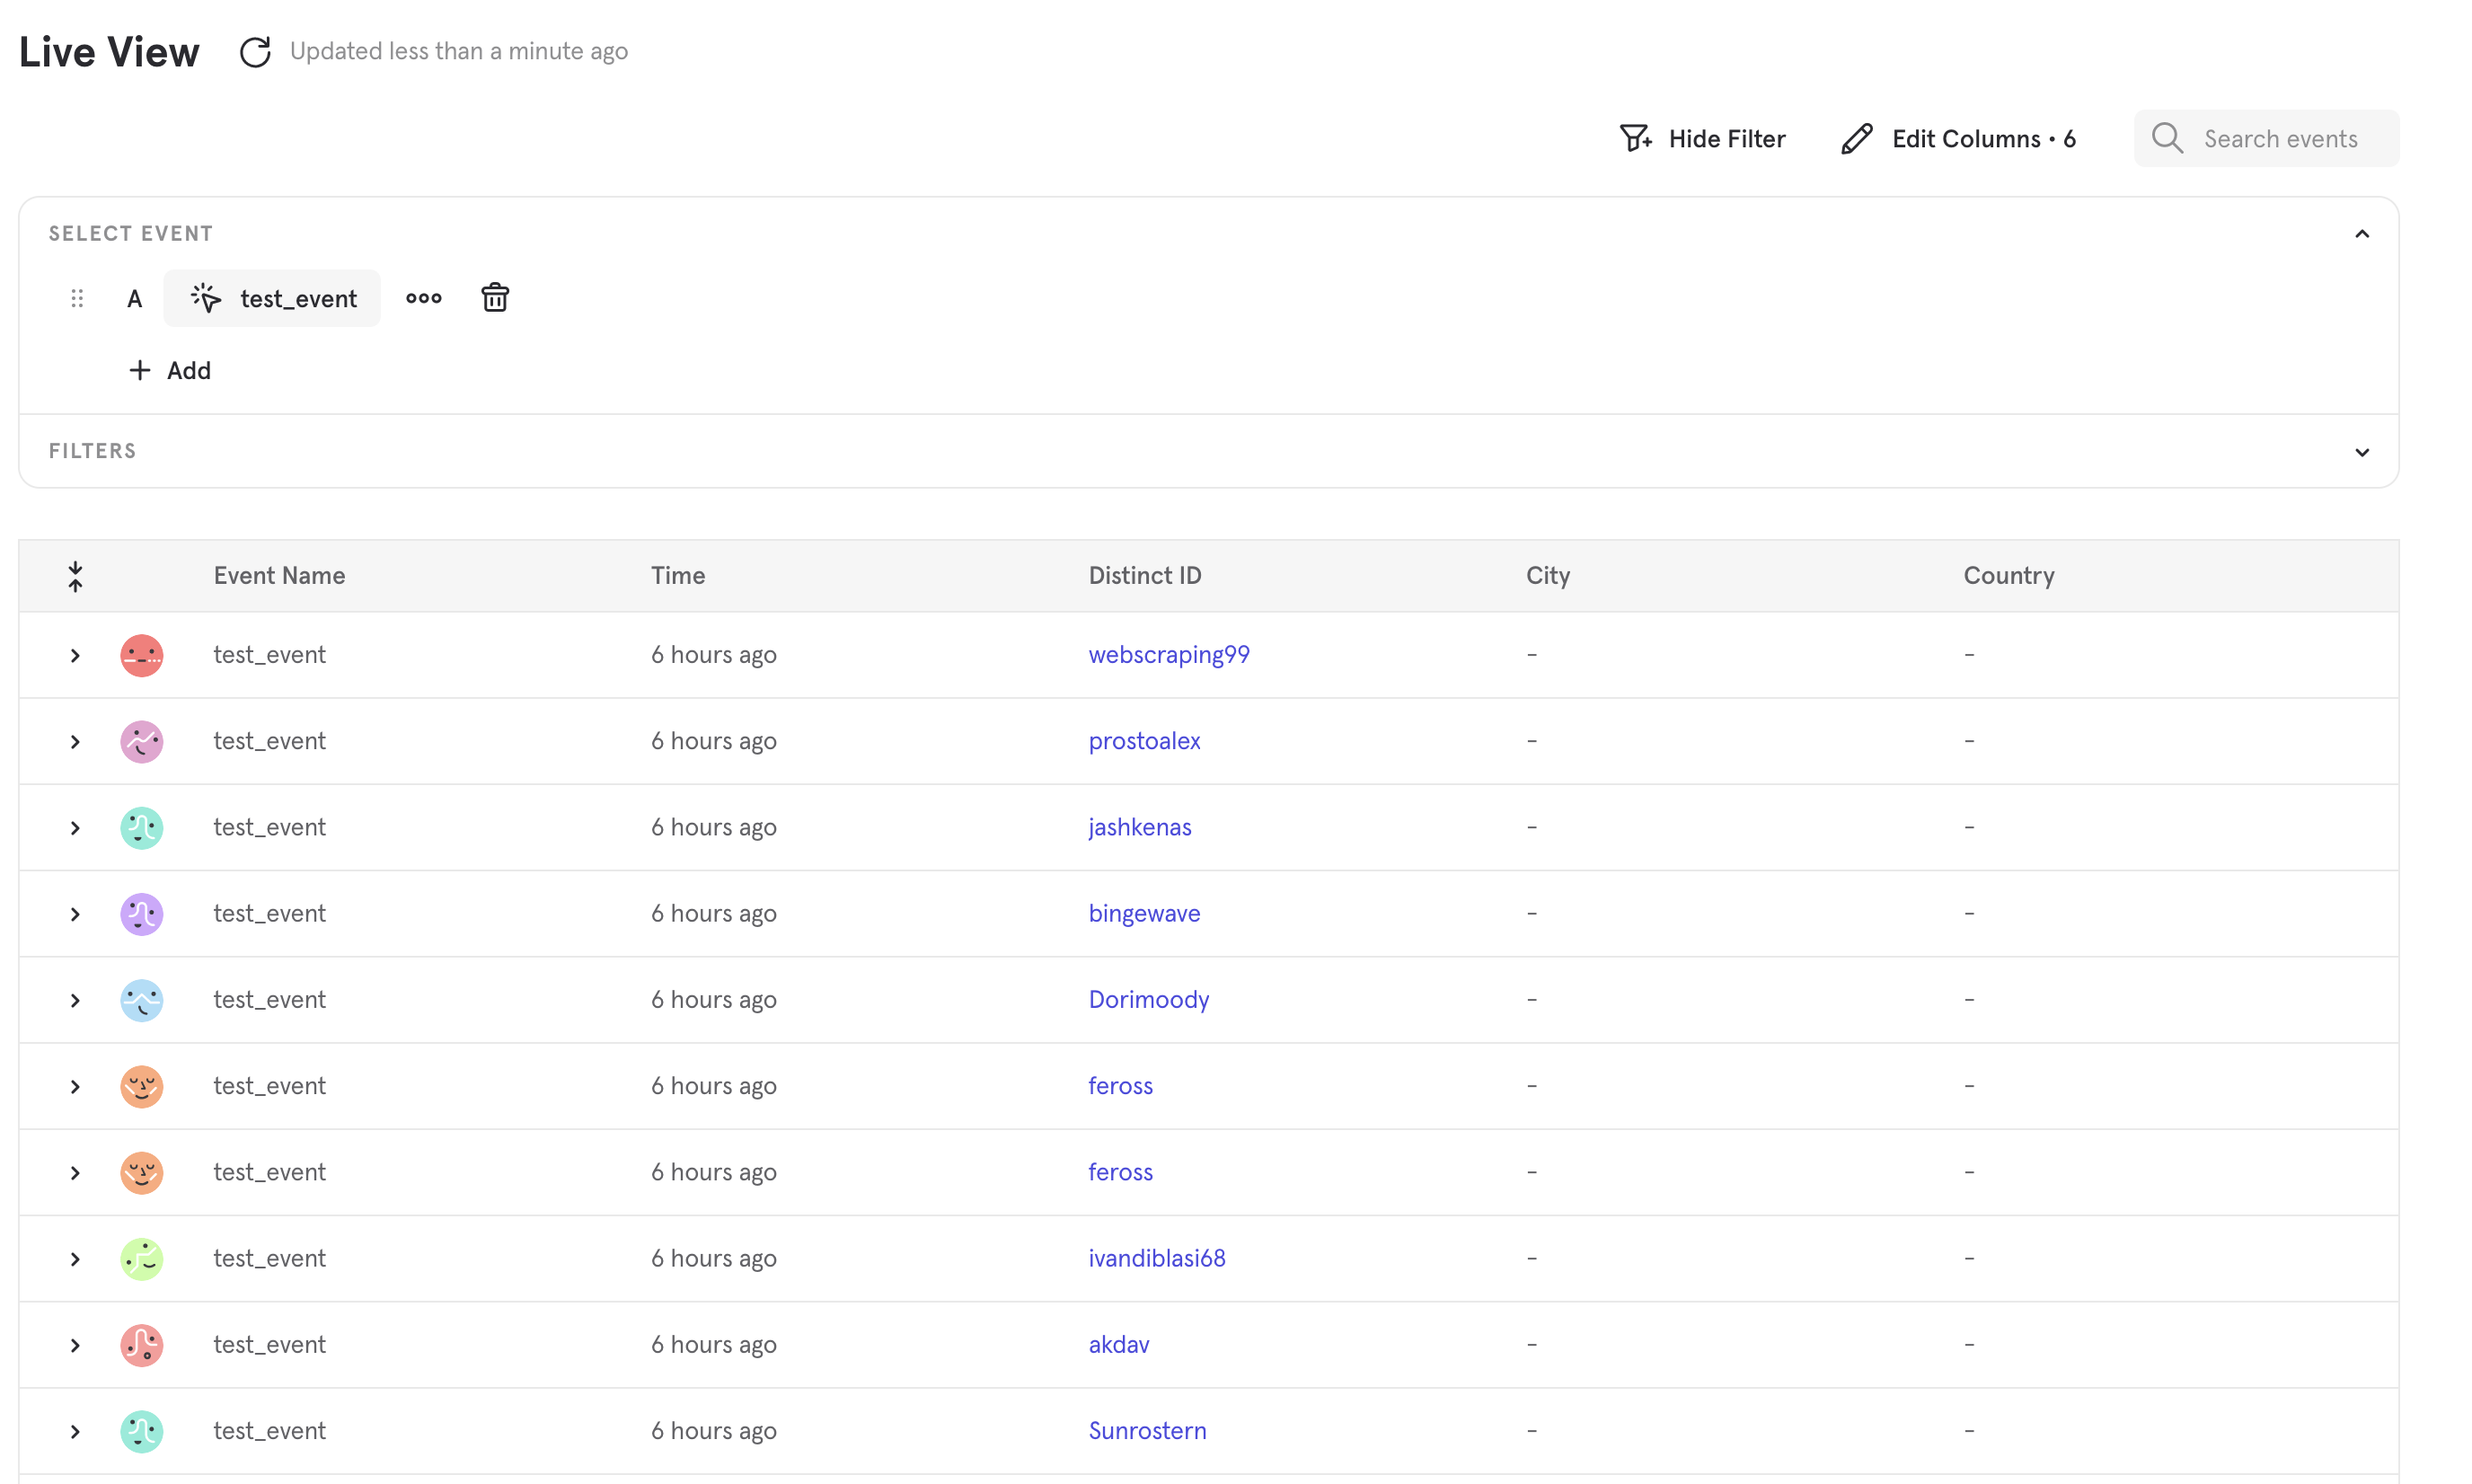 Live View Updated less than a minute ago
Hide Filter Edit Columns • 6 Search events
SELECT EVENT
A test_event
Add
FILTERS
Event Name Time Distinct ID City Country
test_event 6 hours ago webscraping99 - -
test_event 6 hours ago prostoalex - -
test_event 6 hours ago jashkenas - -
test_event 6 hours ago bingewave - -
test_event 6 hours ago Dorimoody - -
test_event 6 hours ago feross - -
test_event 6 hours ago feross - -
test_event 6 hours ago ivandiblasi68 - -
test_event 6 hours ago akdav - -
test_event 6 hours ago Sunrostern - -